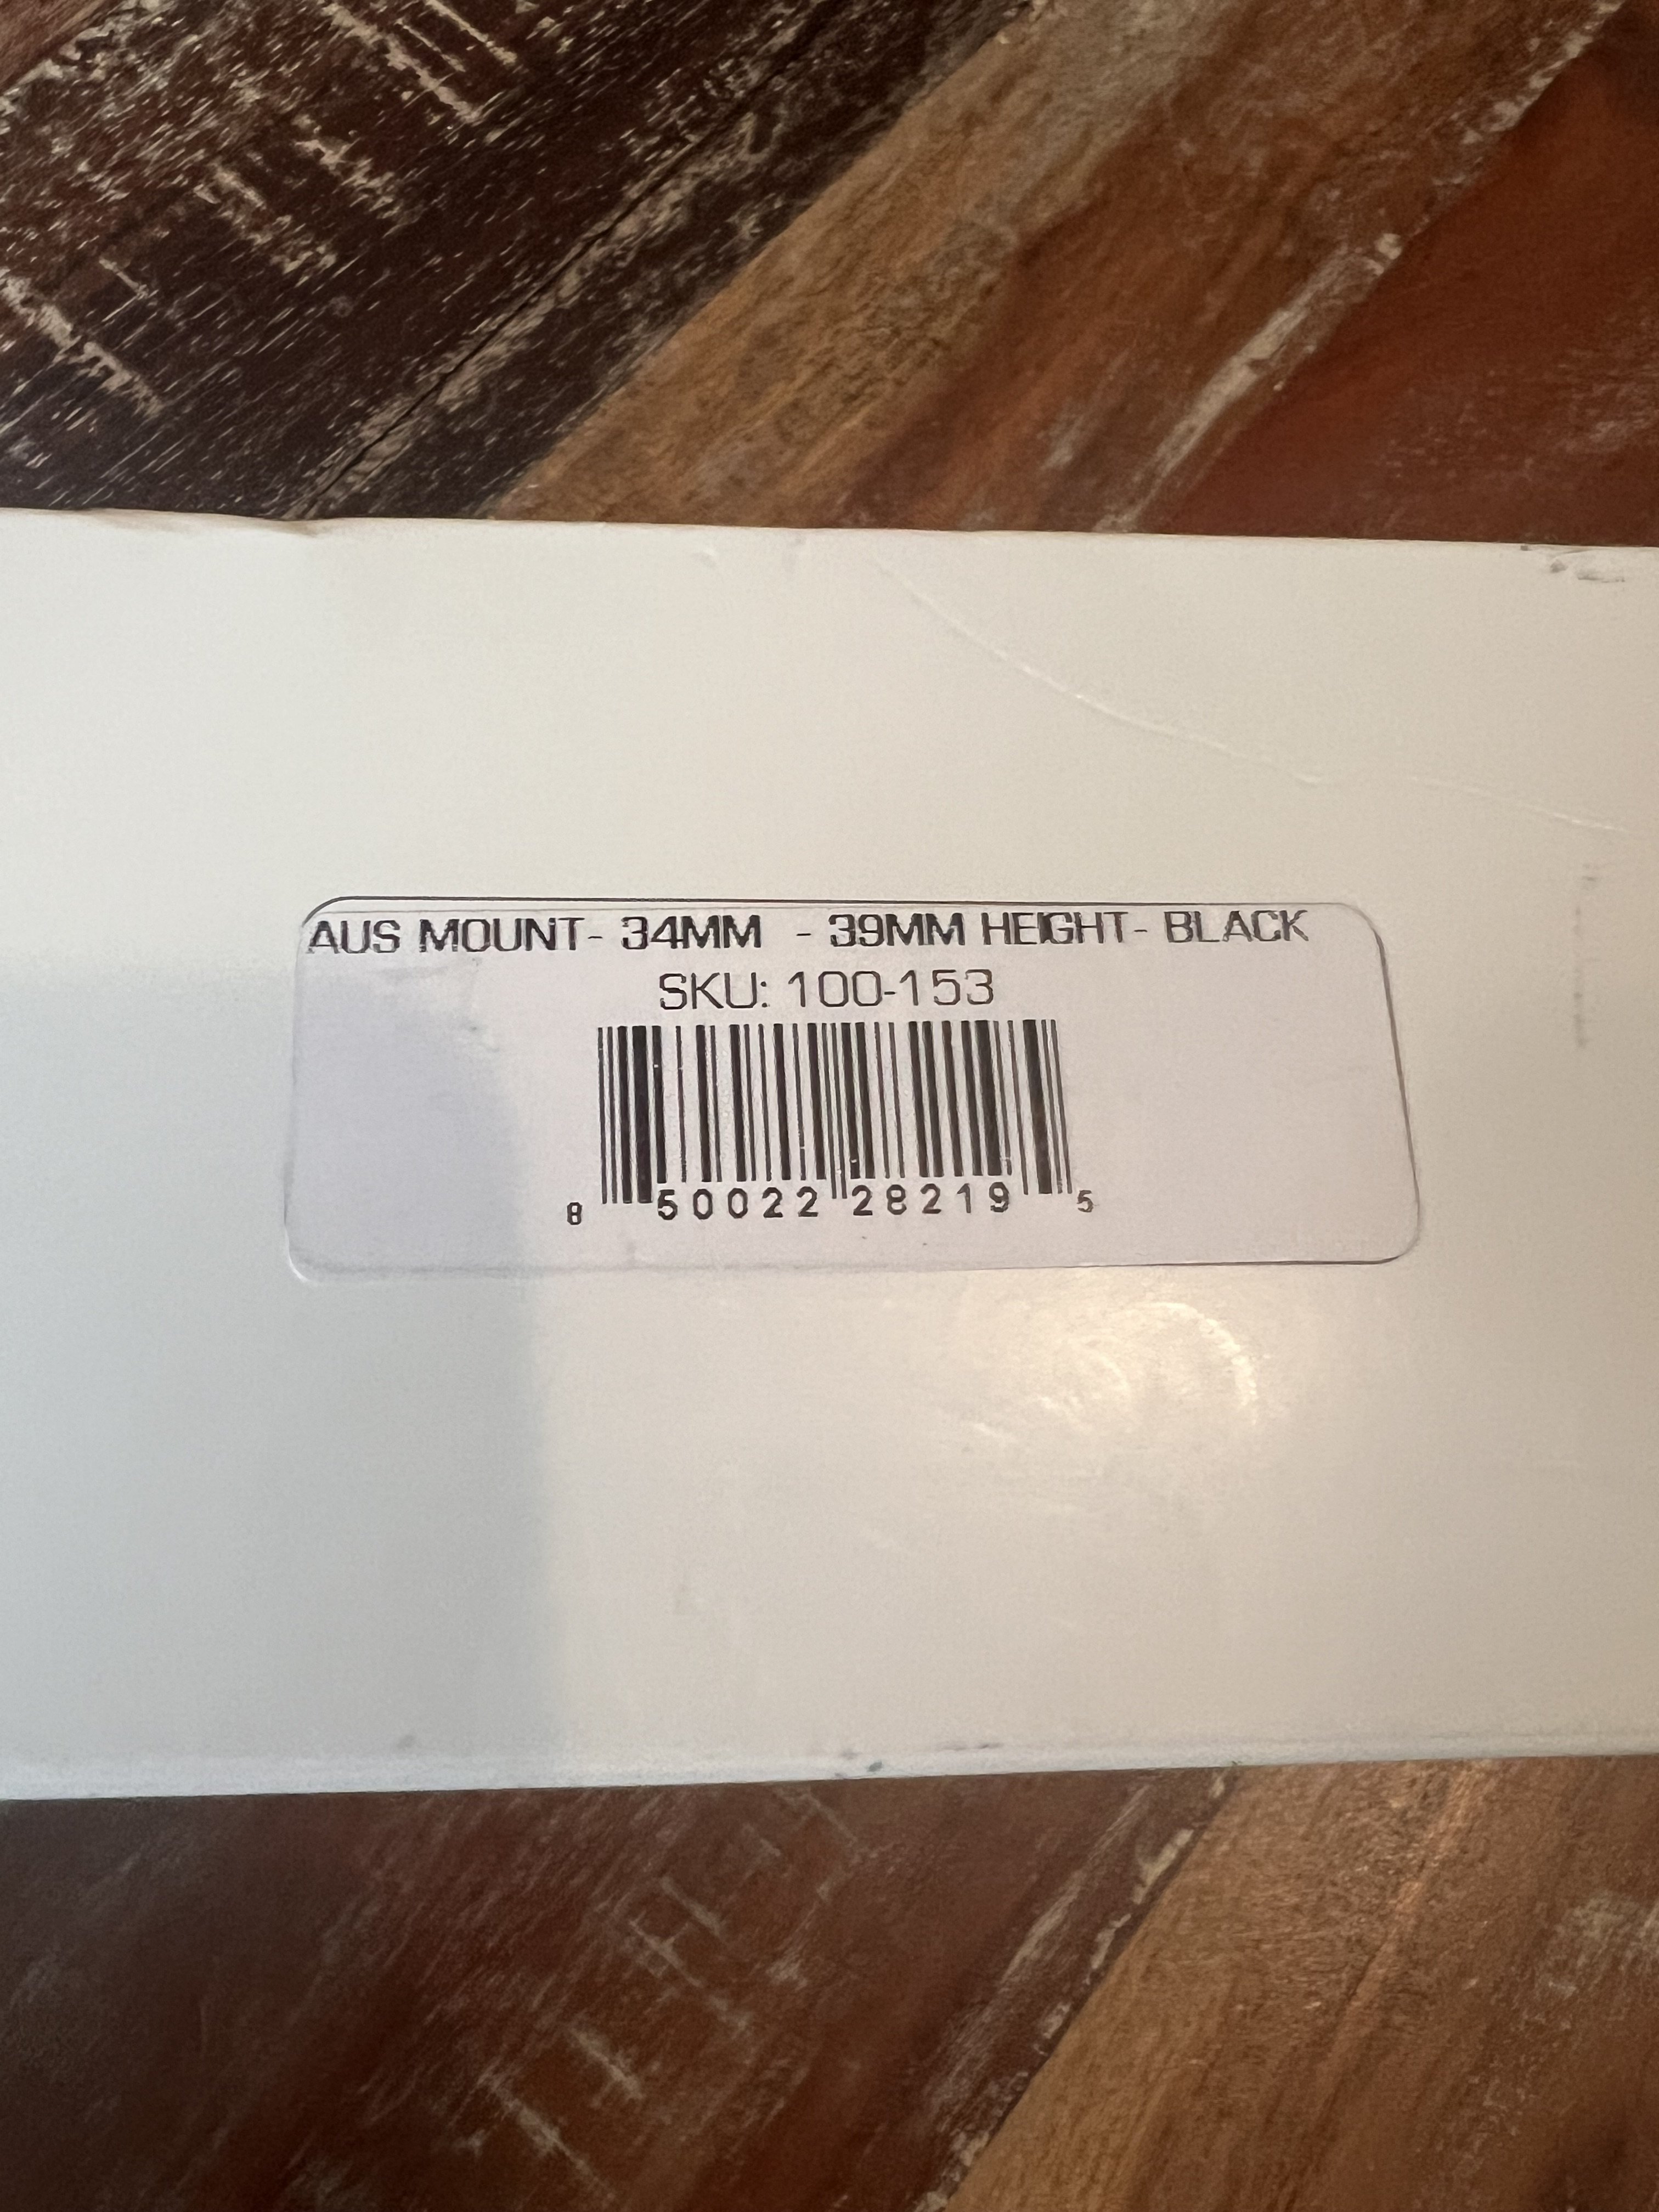 AUS MOUNT- 34MM - 39MM HEIGHT- BLACK
SKU: 100-153
8 50022 28219 5